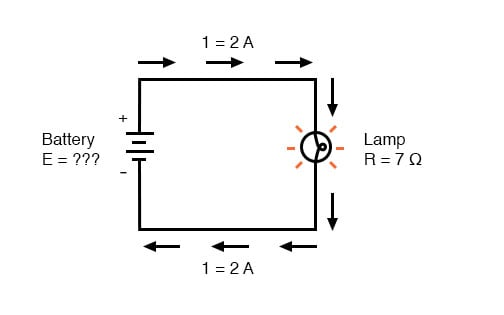 1 = 2 A
+
Battery
E = ???
-
Lamp
R = 7 Ω
1 = 2 A